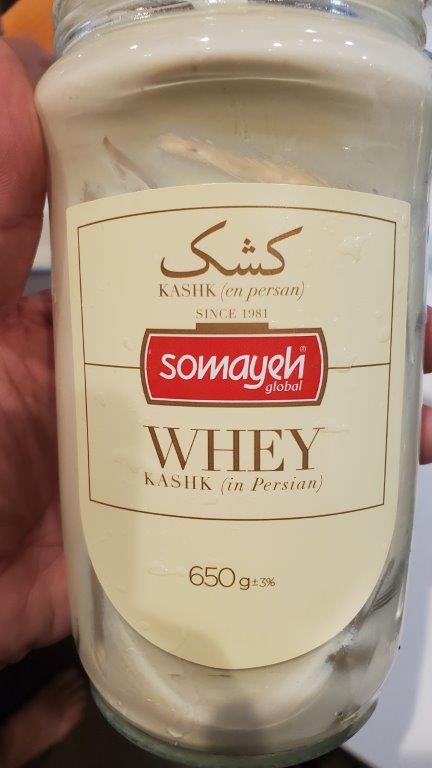 کشک
KASHK (en persan)
SINCE 1981
somayeh®
global
WHEY
KASHK (in Persian)
650 g±3%